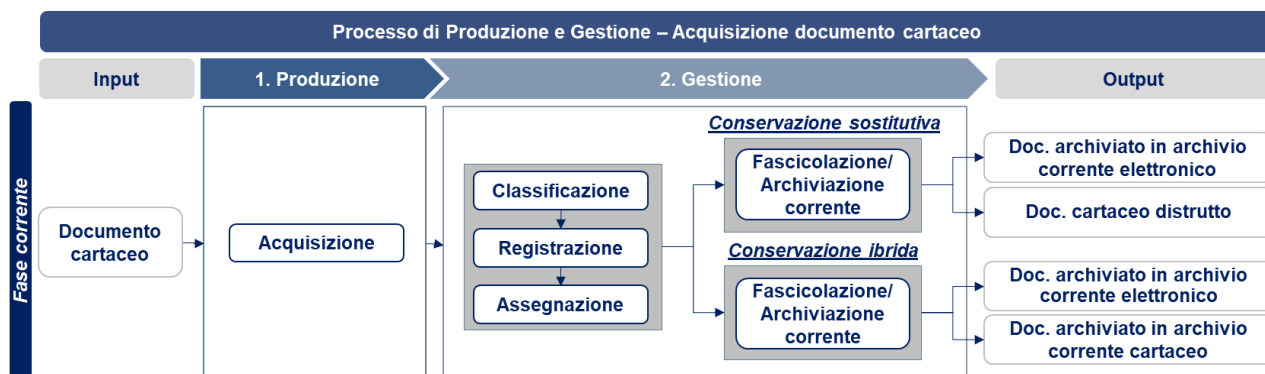 Processo di Produzione e Gestione – Acquisizione documento cartaceo
Input
1. Produzione
2. Gestione
Output
Fase corrente
Documento
cartaceo
Acquisizione
Classificazione
Registrazione
Assegnazione
Conservazione sostitutiva
Fascicolazione/
Archiviazione
corrente
Conservazione ibrida
Fascicolazione/
Archiviazione
corrente
Doc. archiviato in archivio
corrente elettronico
Doc. cartaceo distrutto
Doc. archiviato in archivio
corrente elettronico
Doc. archiviato in archivio
corrente cartaceo